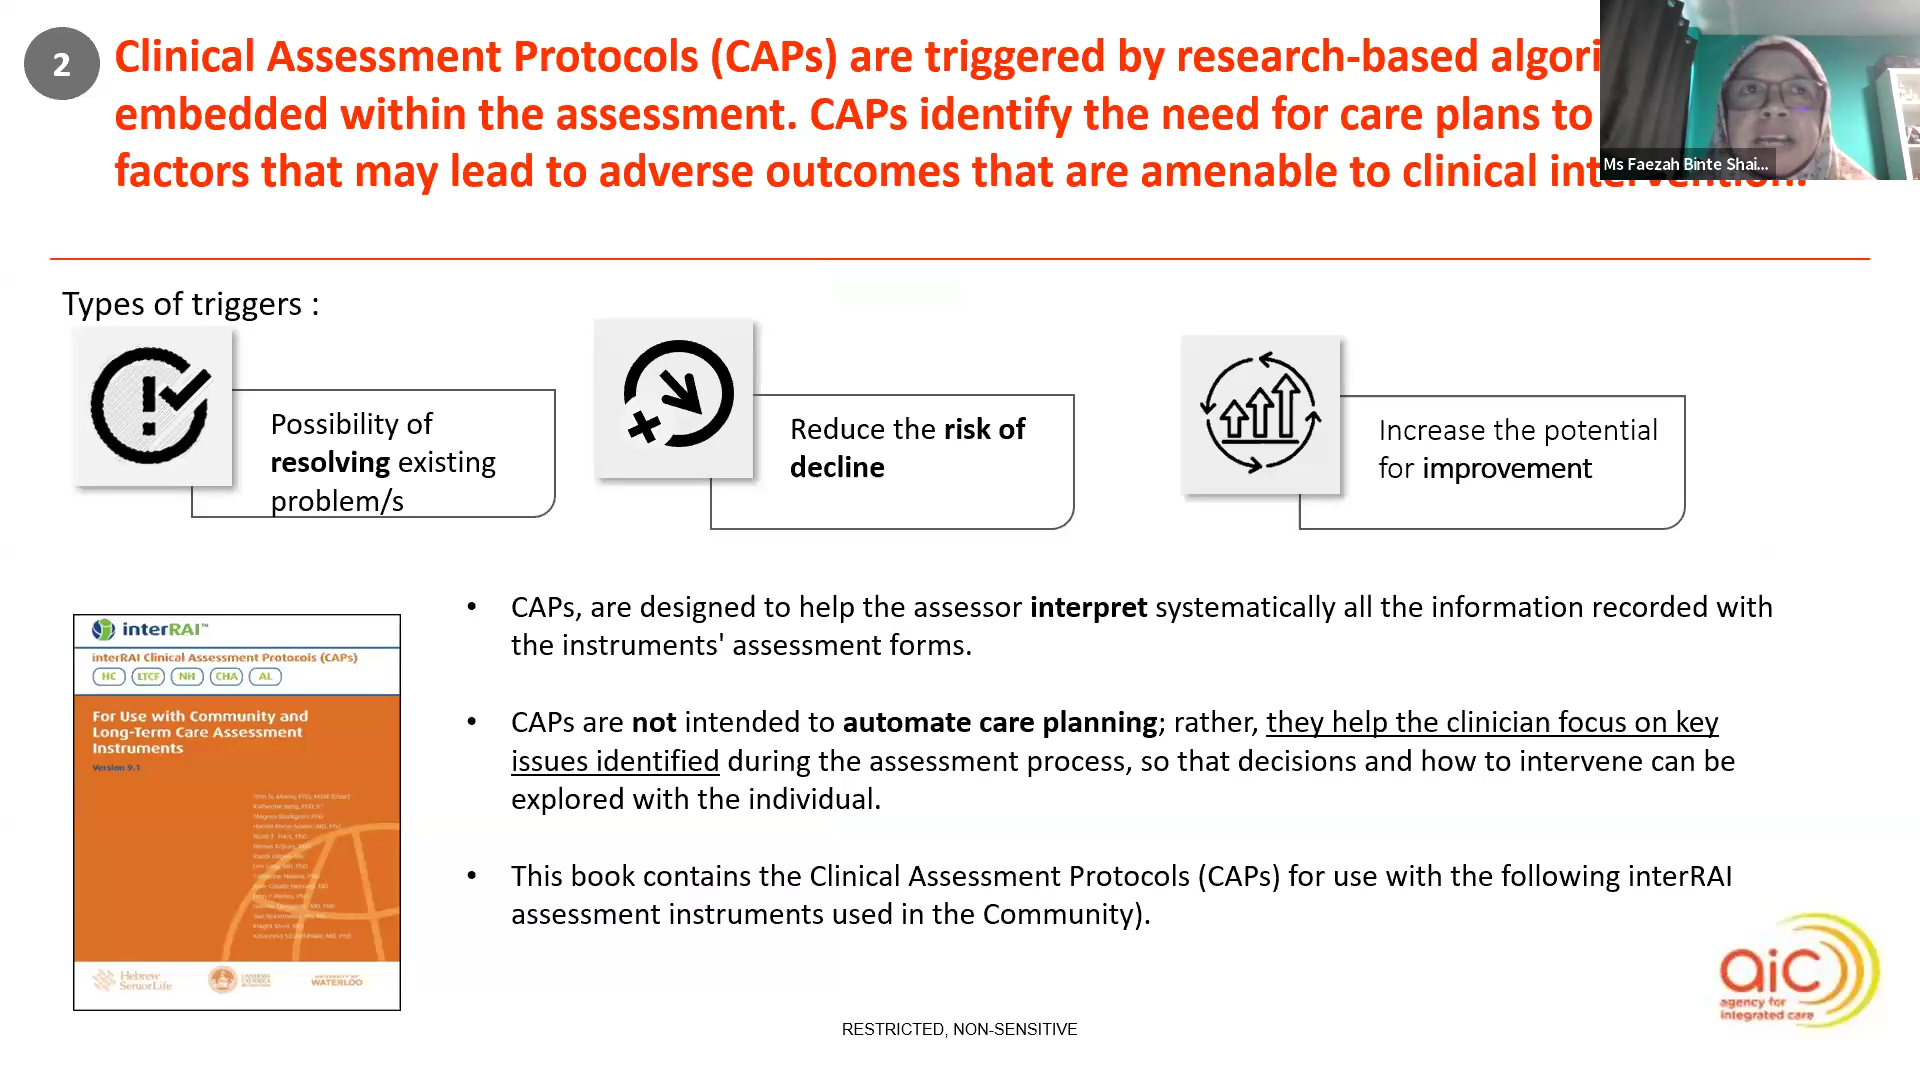 2
Clinical Assessment Protocols (CAPs) are triggered by research-based algori
embedded within the assessment. CAPs identify the need for care plans to
factors that may lead to adverse outcomes that are amenable to clinical intervention.
Ms Faezah Binte Shai...
Types of triggers :
Possibility of
resolving existing
problem/s
Reduce the risk of
decline
Increase the potential
for improvement
interRAI™
interRAI Clinical Assessment Protocols (CAPs)
HC LTCF NH CHA AL
For Use with Community and
Long-Term Care Assessment
Instruments
Version 9.1
Hebrew
SeniorLife
UNIVERSITY OF
WATERLOO
• CAPs, are designed to help the assessor interpret systematically all the information recorded with
the instruments' assessment forms.
• CAPs are not intended to automate care planning; rather, they help the clinician focus on key
issues identified during the assessment process, so that decisions and how to intervene can be
explored with the individual.
• This book contains the Clinical Assessment Protocols (CAPs) for use with the following interRAI
assessment instruments used in the Community).
aic
agency for
integrated care
RESTRICTED, NON-SENSITIVE